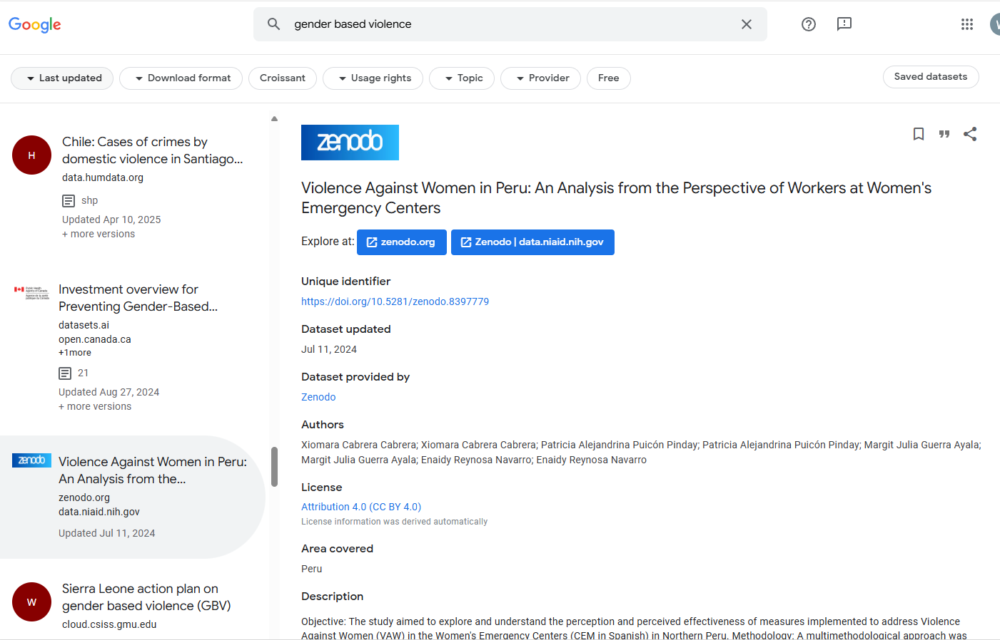 Google
gender based violence
Last updated
Download format
Croissant
Usage rights
Topic
Provider
Free
Saved datasets
H
Chile: Cases of crimes by
domestic violence in Santiago...
data.humdata.org
shp
Updated Apr 10, 2025
+ more versions
Investment overview for
Preventing Gender-Based...
datasets.ai
open.canada.ca
+1more
21
Updated Aug 27, 2024
+ more versions
zenodo
Violence Against Women in Peru:
An Analysis from the...
zenodo.org
data.niaid.nih.gov
Updated Jul 11, 2024
W
Sierra Leone action plan on
gender based violence (GBV)
cloud.csiss.gmu.edu
zenodo
Violence Against Women in Peru: An Analysis from the Perspective of Workers at Women's
Emergency Centers
Explore at: zenodo.org Zenodo | data.niaid.nih.gov
Unique identifier
https://doi.org/10.5281/zenodo.8397779
Dataset updated
Jul 11, 2024
Dataset provided by
Zenodo
Authors
Xiomara Cabrera Cabrera; Xiomara Cabrera Cabrera; Patricia Alejandrina Puicón Pinday; Patricia Alejandrina Puicón Pinday; Margit Julia Guerra Ayala;
Margit Julia Guerra Ayala; Enaidy Reynosa Navarro; Enaidy Reynosa Navarro
License
Attribution 4.0 (CC BY 4.0)
License information was derived automatically
Area covered
Peru
Description
Objective: The study aimed to explore and understand the perception and perceived effectiveness of measures implemented to address Violence
Against Women (VAW) in the Women's Emergency Centers (CEM in Spanish) in Northern Peru. Methodology: A multimethodological approach was